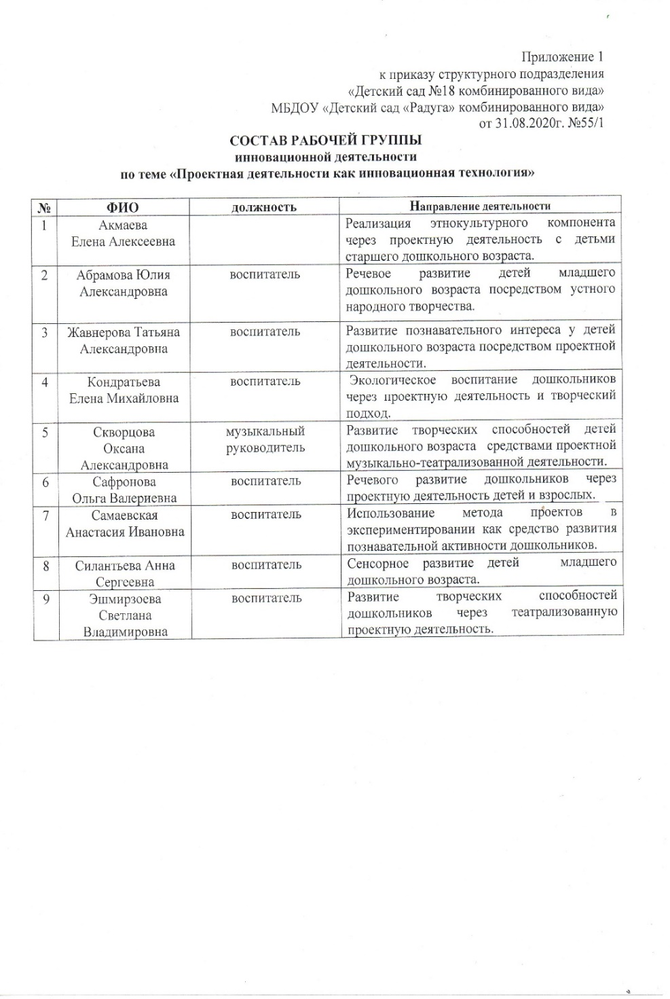 Приложение 1
к приказу структурного подразделения
«Детский сад №18 комбинированного вида»
МБДОУ «Детский сад «Радуга» комбинированного вида»
от 31.08.2020г. №55/1
СОСТАВ РАБОЧЕЙ ГРУППЫ
инновационной деятельности
по теме «Проектная деятельности как инновационная технология»
№ ФИО должность Направление деятельности
1 Акмаева Реализация этнокультурного компонента
Елена Алексеевна через проектную деятельность с детьми
старшего дошкольного возраста.
2 Абрамова Юлия воспитатель Речевое развитие детей младшего
Александровна дошкольного возраста посредством устного
народного творчества.
3 Жавнерова Татьяна воспитатель Развитие познавательного интереса у детей
Александровна дошкольного возраста посредством проектной
деятельности.
4 Кондратьева воспитатель Экологическое воспитание дошкольников
Елена Михайловна через проектную деятельность и творческий
подход.
5 Скворцова музыкальный Развитие творческих способностей детей
Оксана руководитель дошкольного возраста средствами проектной
Александровна музыкально-театрализованной деятельности.
6 Сафронова воспитатель Речевого развитие дошкольников через
Ольга Валериевна проектную деятельность детей и взрослых.
7 Самаевская воспитатель Использование метода проектов в
Анастасия Ивановна экспериментировании как средство развития
познавательной активности дошкольников.
8 Силантьева Анна воспитатель Сенсорное развитие детей младшего
Сергеевна дошкольного возраста.
9 Эшмирзоева воспитатель Развитие творческих способностей
Светлана дошкольников через театрализованную
Владимировна проектную деятельность.